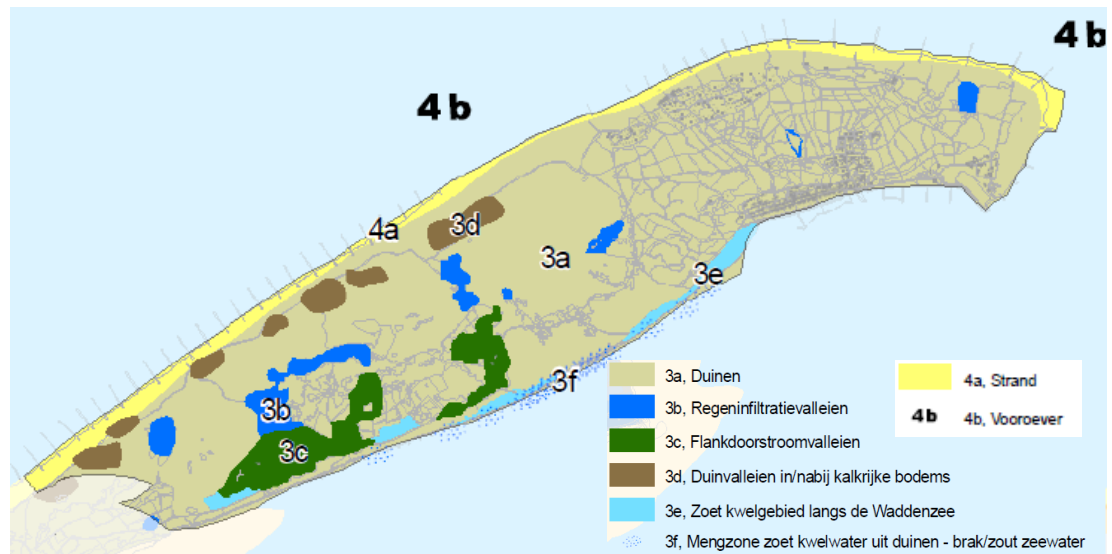 4 b
4 b
4a
3d
3a
3e
3f
3b
3c
3a, Duinen
3b, Regeninfiltratievalleien
3c, Flankdoorstroomvalleien
3d, Duinvalleien in/nabij kalkrijke bodems
3e, Zoet kwelgebied langs de Waddenzee
3f, Mengzone zoet kwelwater uit duinen - brak/zout zeewater
4a, Strand
4b 4b, Vooroever